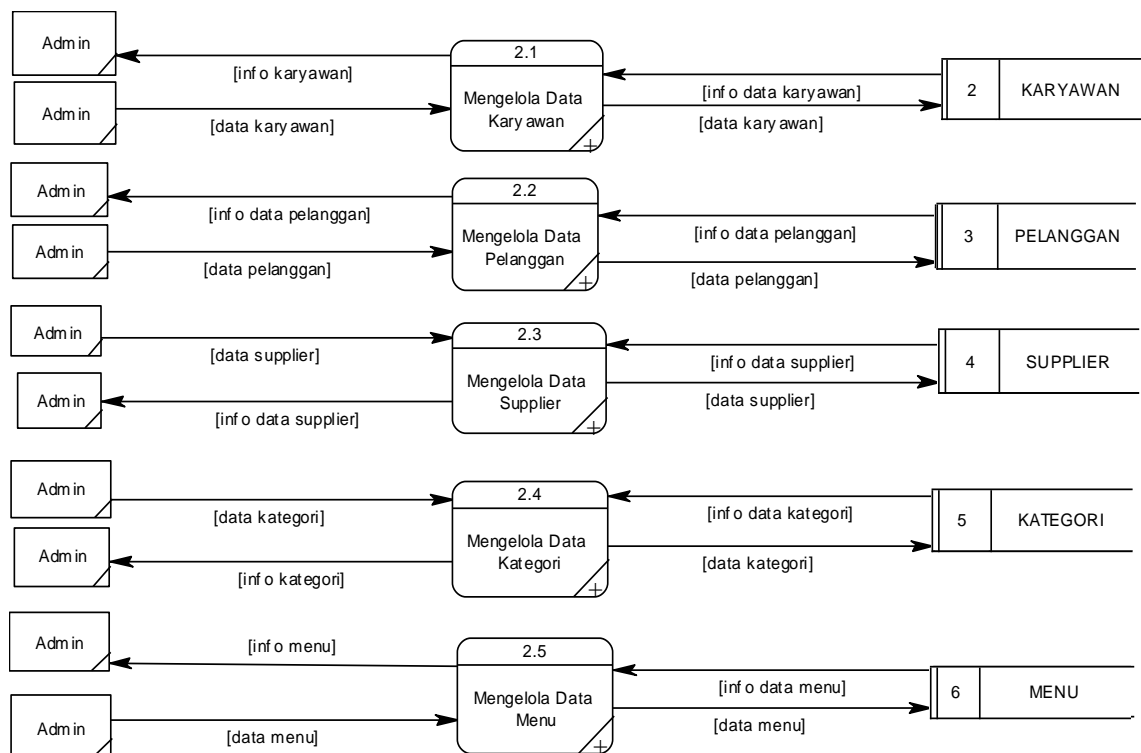 Admin
2.1
[info karyawan]
[info data karyawan]
2
KARYAWAN
Mengelola Data
Karyawan
Admin
[data karyawan]
[data karyawan]
Admin
2.2
[info data pelanggan]
[info data pelanggan]
3
PELANGGAN
Mengelola Data
Pelanggan
Admin
[data pelanggan]
[data pelanggan]
Admin
2.3
[data supplier]
[info data supplier]
4
SUPPLIER
Mengelola Data
Supplier
Admin
[info data supplier]
[data supplier]
Admin
2.4
[data kategori]
[info data kategori]
5
KATEGORI
Mengelola Data
Kategori
Admin
[info kategori]
[data kategori]
Admin
[info menu]
2.5
[info data menu]
6
MENU
Mengelola Data
Menu
Admin
[data menu]
[data menu]